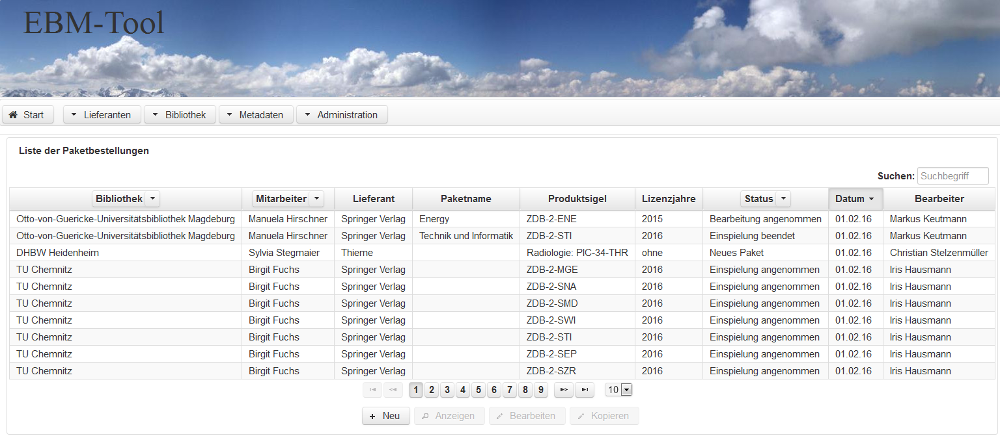 EBM-Tool
Start Lieferanten Bibliothek Metadaten Administration
Liste der Paketbestellungen
Suchen: Suchbegriff
Bibliothek Mitarbeiter Lieferant Paketname Produktsigel Lizenzjahre Status Datum Bearbeiter
Otto-von-Guericke-Universitätsbibliothek Magdeburg Manuela Hirschner Springer Verlag Energy ZDB-2-ENE 2015 Bearbeitung angenommen 01.02.16 Markus Keutmann
Otto-von-Guericke-Universitätsbibliothek Magdeburg Manuela Hirschner Springer Verlag Technik und Informatik ZDB-2-STI 2016 Einspielung beendet 01.02.16 Markus Keutmann
DHBW Heidenheim Sylvia Stegmaier Thieme Radiologie: PIC-34-THR ohne Neues Paket 01.02.16 Christian Stelzenmüller
TU Chemnitz Birgit Fuchs Springer Verlag ZDB-2-MGE 2016 Einspielung angenommen 01.02.16 Iris Hausmann
TU Chemnitz Birgit Fuchs Springer Verlag ZDB-2-SNA 2016 Einspielung angenommen 01.02.16 Iris Hausmann
TU Chemnitz Birgit Fuchs Springer Verlag ZDB-2-SMD 2016 Einspielung angenommen 01.02.16 Iris Hausmann
TU Chemnitz Birgit Fuchs Springer Verlag ZDB-2-SWI 2016 Einspielung angenommen 01.02.16 Iris Hausmann
TU Chemnitz Birgit Fuchs Springer Verlag ZDB-2-STI 2016 Einspielung angenommen 01.02.16 Iris Hausmann
TU Chemnitz Birgit Fuchs Springer Verlag ZDB-2-SEP 2016 Einspielung angenommen 01.02.16 Iris Hausmann
TU Chemnitz Birgit Fuchs Springer Verlag ZDB-2-SZR 2016 Einspielung angenommen 01.02.16 Iris Hausmann
1 2 3 4 5 6 7 8 9 10
Neu Anzeigen Bearbeiten Kopieren